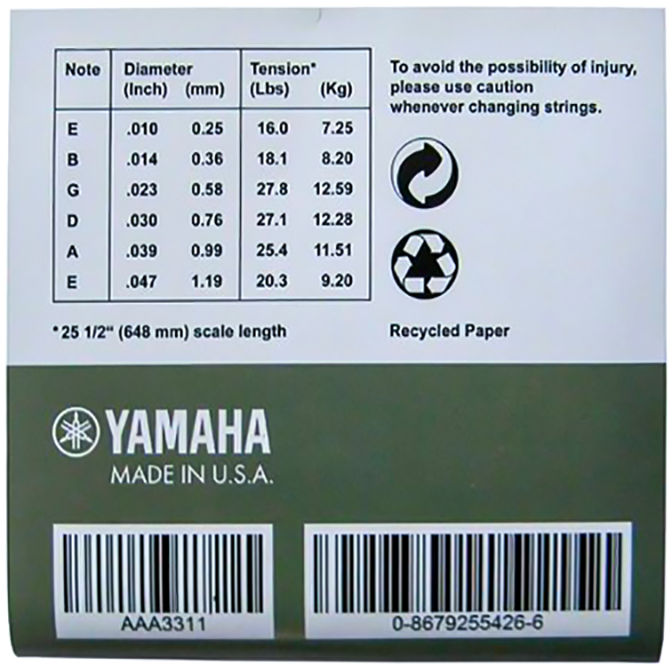 Note Diameter Tension*
(Inch) (mm) (Lbs) (Kg)
E .010 0.25 16.0 7.25
B .014 0.36 18.1 8.20
G .023 0.58 27.8 12.59
D .030 0.76 27.1 12.28
A .039 0.99 25.4 11.51
E .047 1.19 20.3 9.20
*25 1/2" (648 mm) scale length
To avoid the possibility of injury,
please use caution
whenever changing strings.
Recycled Paper
YAMAHA
MADE IN U.S.A.
AAA3311
0-8679255426-6